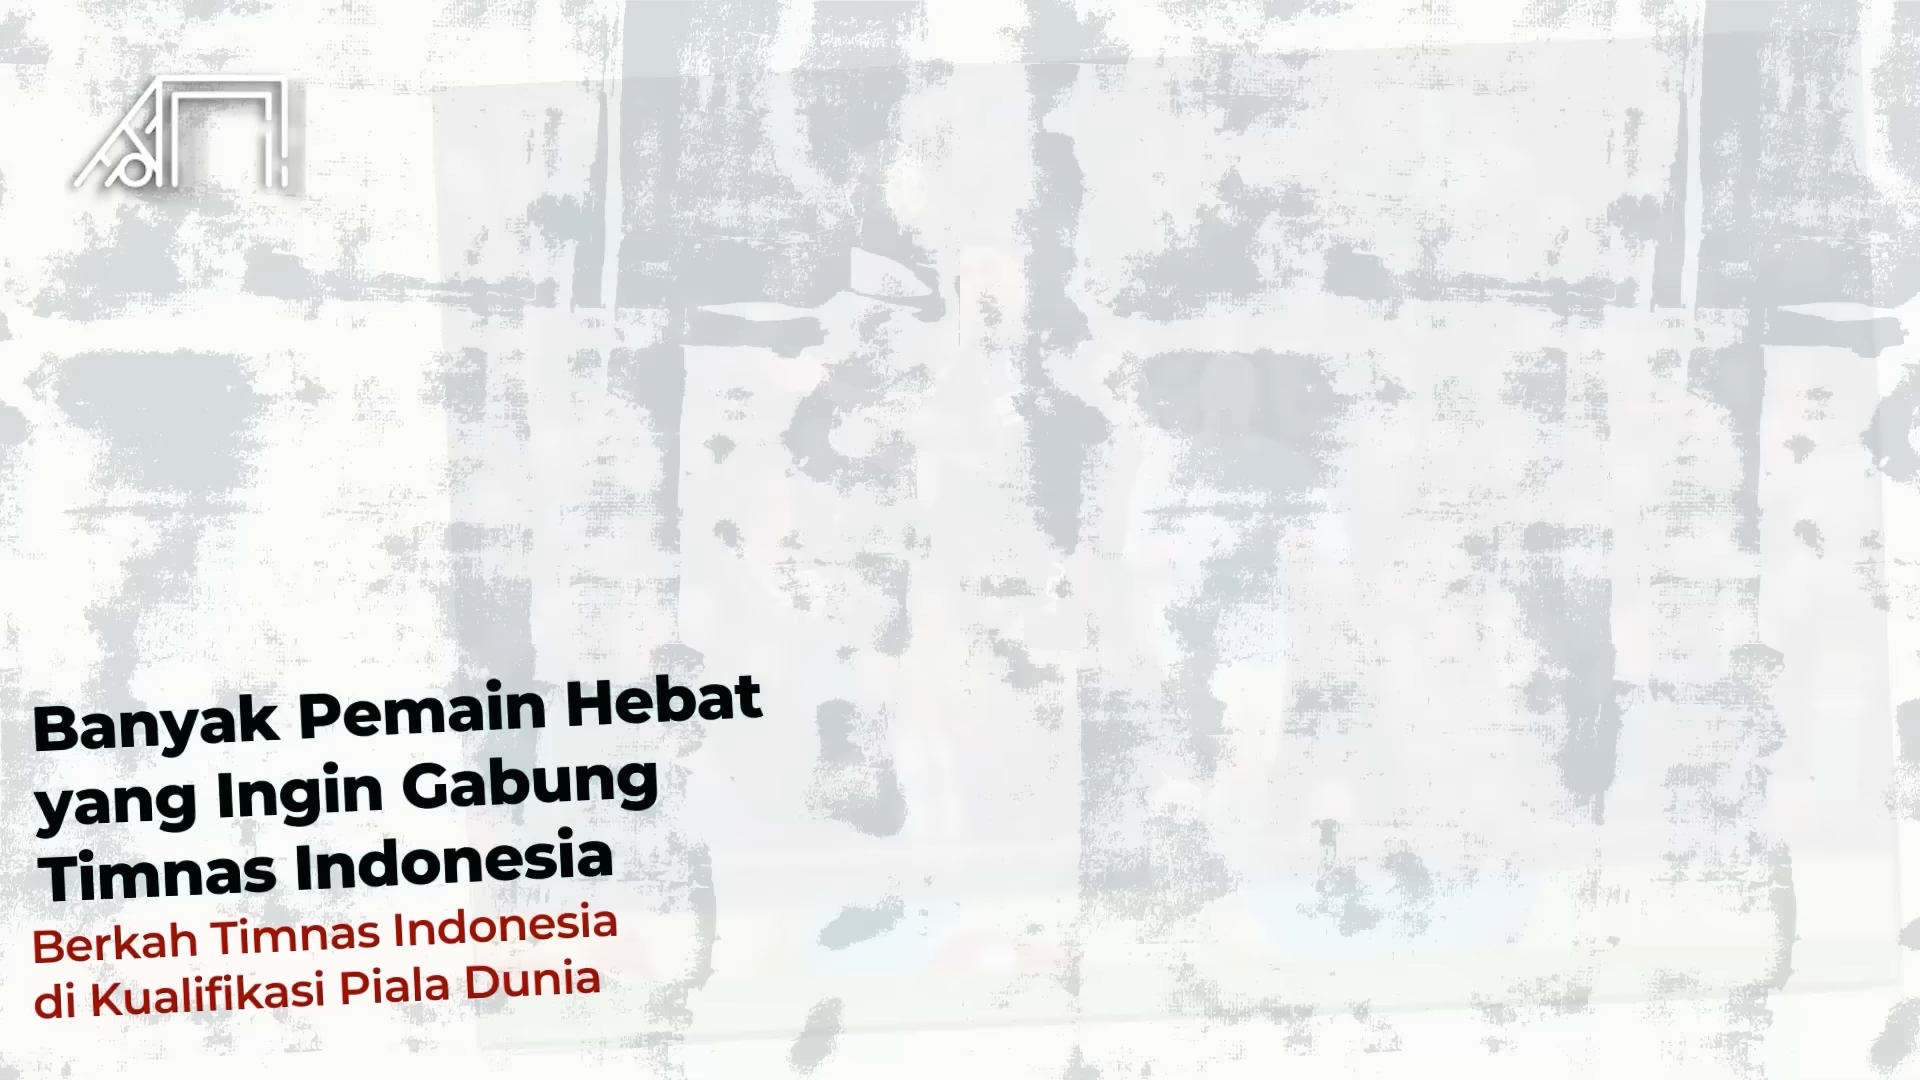 Banyak Pemain Hebat
yang Ingin Gabung
Timnas Indonesia
Berkah Timnas Indonesia
di Kualifikasi Piala Dunia